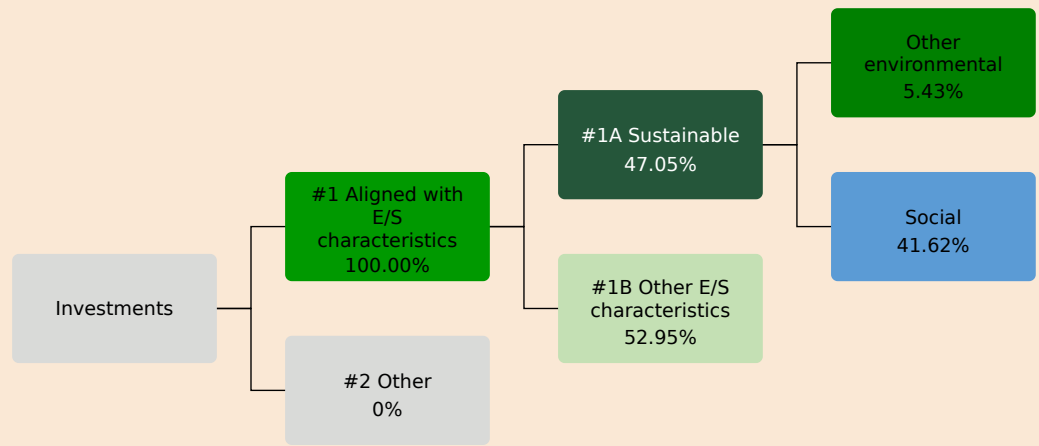 Investments
#1 Aligned with
E/S
characteristics
100.00%
#2 Other
0%
#1A Sustainable
47.05%
#1B Other E/S
characteristics
52.95%
Other
environmental
5.43%
Social
41.62%